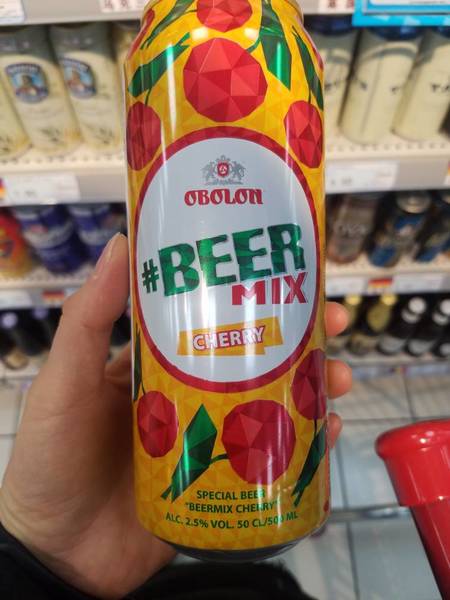 OBOLON
#BEER
MIX
CHERRY
SPECIAL BEER
"BEERMIX CHERRY"
ALC. 2.5% VOL. 50 CL/500 ML